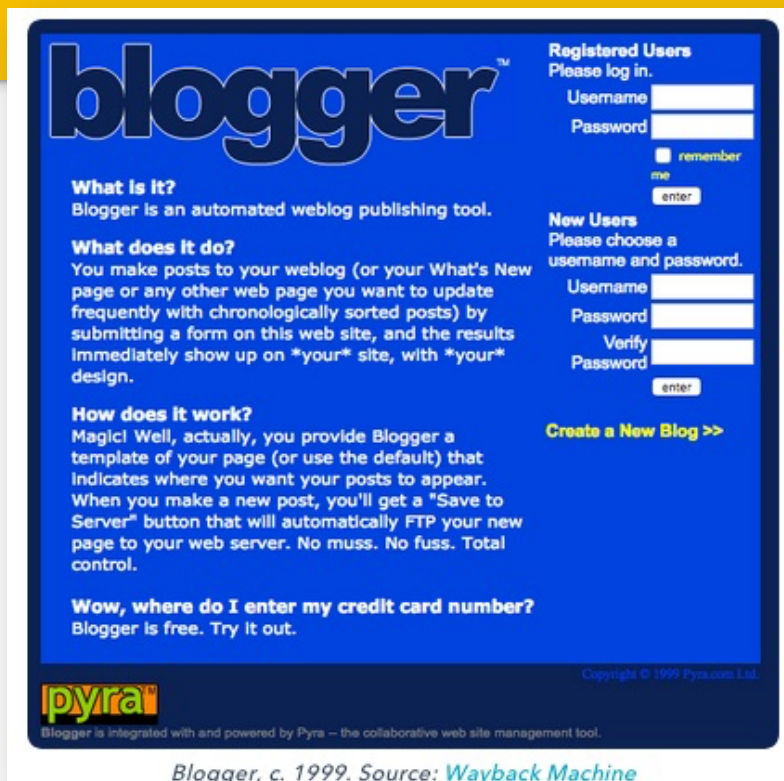 blogger™
What is it?
Blogger is an automated weblog publishing tool.
What does it do?
You make posts to your weblog (or your What's New
page or any other web page you want to update
frequently with chronologically sorted posts) by
submitting a form on this web site, and the results
immediately show up on *your* site, with *your*
design.
How does it work?
Magic! Well, actually, you provide Blogger a
template of your page (or use the default) that
indicates where you want your posts to appear.
When you make a new post, you'll get a "Save to
Server" button that will automatically FTP your new
page to your web server. No muss. No fuss. Total
control.
Wow, where do I enter my credit card number?
Blogger is free. Try it out.
Registered Users
Please log in.
Username
Password
remember
me
enter
New Users
Please choose a
username and password.
Username
Password
Verify
Password
enter
Create a New Blog >>
Copyright © 1999 Pyra.com Ltd.
pyra™
Blogger is integrated with and powered by Pyra -- the collaborative web site management tool.
Blogger, c. 1999. Source: Wayback Machine